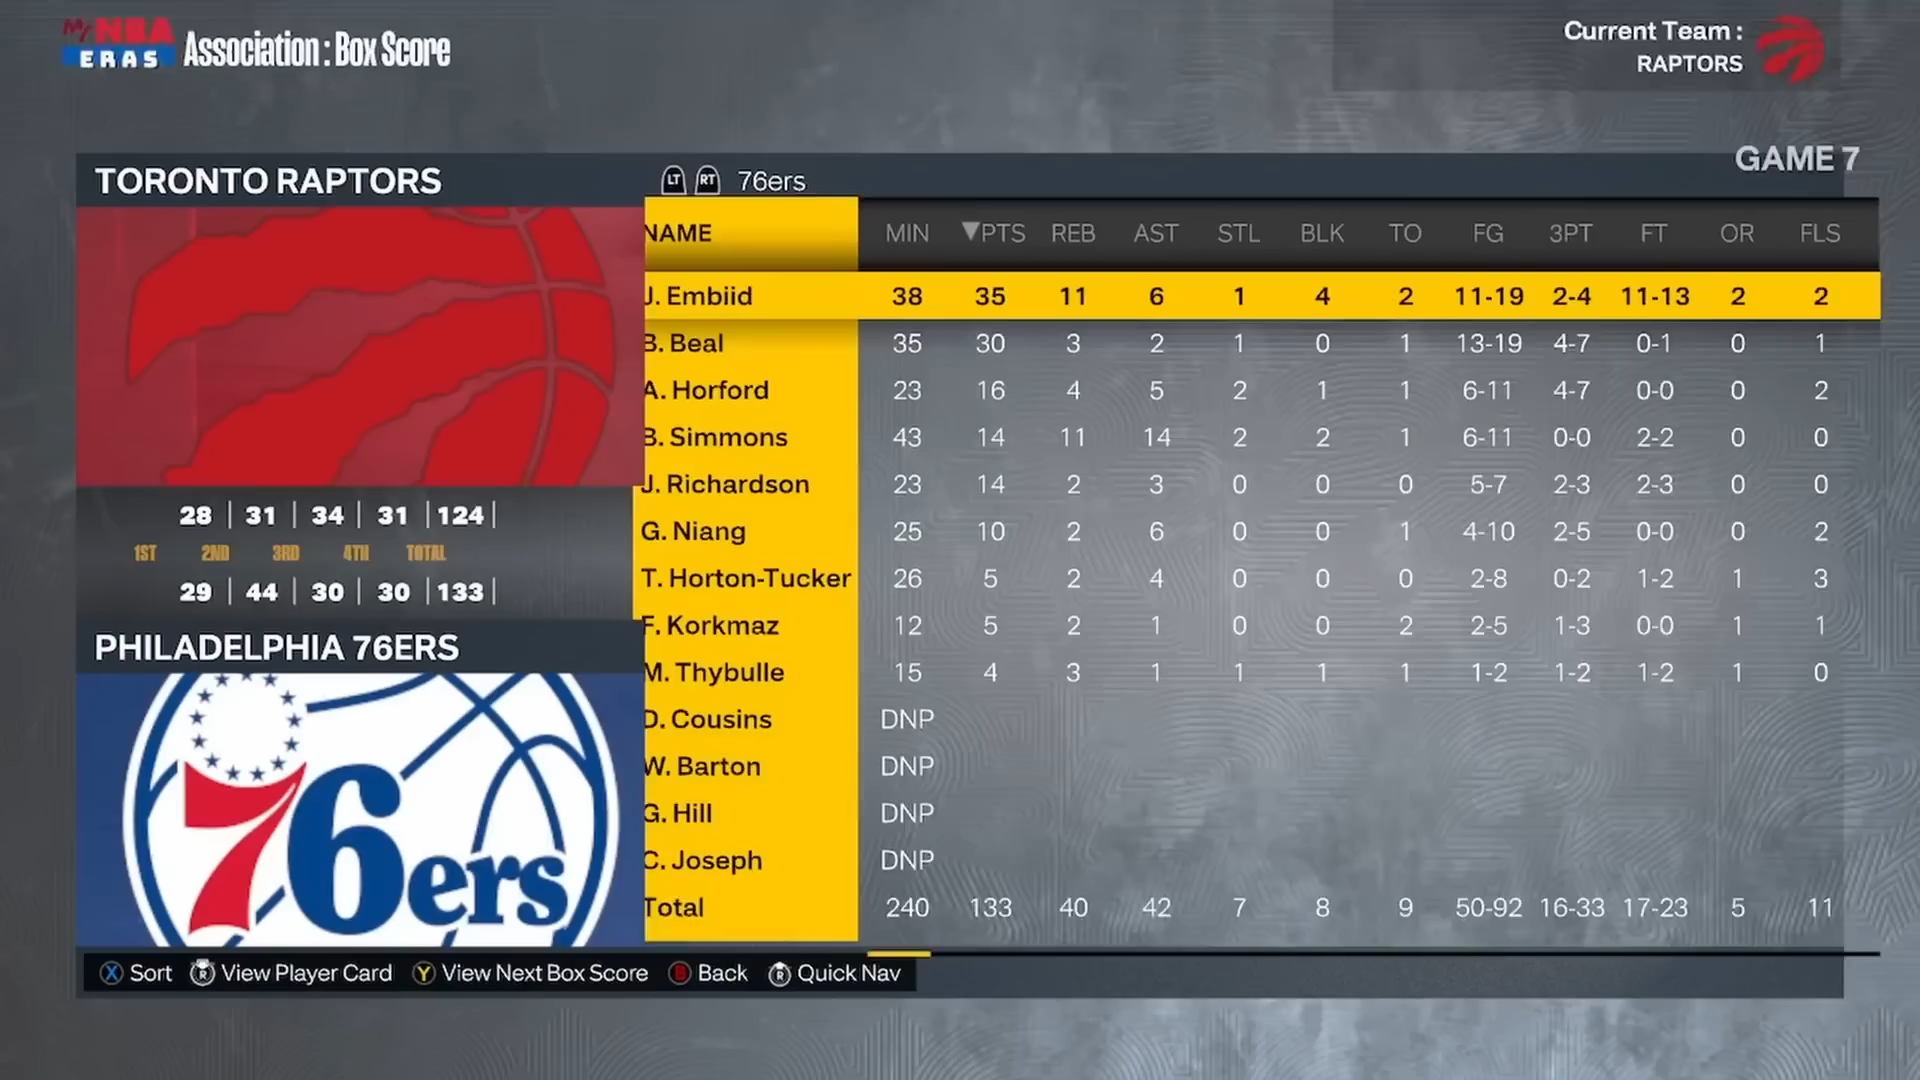 My NBA ERAS Association : Box Score
Current Team :
RAPTORS
GAME 7
TORONTO RAPTORS
28 | 31 | 34 | 31 | 124 |
1ST 2ND 3RD 4TH TOTAL
29 | 44 | 30 | 30 | 133 |
PHILADELPHIA 76ERS
76ers
LT RT 76ers
NAME MIN PTS REB AST STL BLK TO FG 3PT FT OR FLS
J. Embiid 38 35 11 6 1 4 2 11-19 2-4 11-13 2 2
B. Beal 35 30 3 2 1 0 1 13-19 4-7 0-1 0 1
A. Horford 23 16 4 5 2 1 1 6-11 4-7 0-0 0 2
B. Simmons 43 14 11 14 2 2 1 6-11 0-0 2-2 0 0
J. Richardson 23 14 2 3 0 0 0 5-7 2-3 2-3 0 0
G. Niang 25 10 2 6 0 0 1 4-10 2-5 0-0 0 2
T. Horton-Tucker 26 5 2 4 0 0 0 2-8 0-2 1-2 1 3
F. Korkmaz 12 5 2 1 0 0 2 2-5 1-3 0-0 1 1
M. Thybulle 15 4 3 1 1 1 1 1-2 1-2 1-2 1 0
D. Cousins DNP
W. Barton DNP
G. Hill DNP
C. Joseph DNP
Total 240 133 40 42 7 8 9 50-92 16-33 17-23 5 11
X Sort R View Player Card Y View Next Box Score B Back R Quick Nav